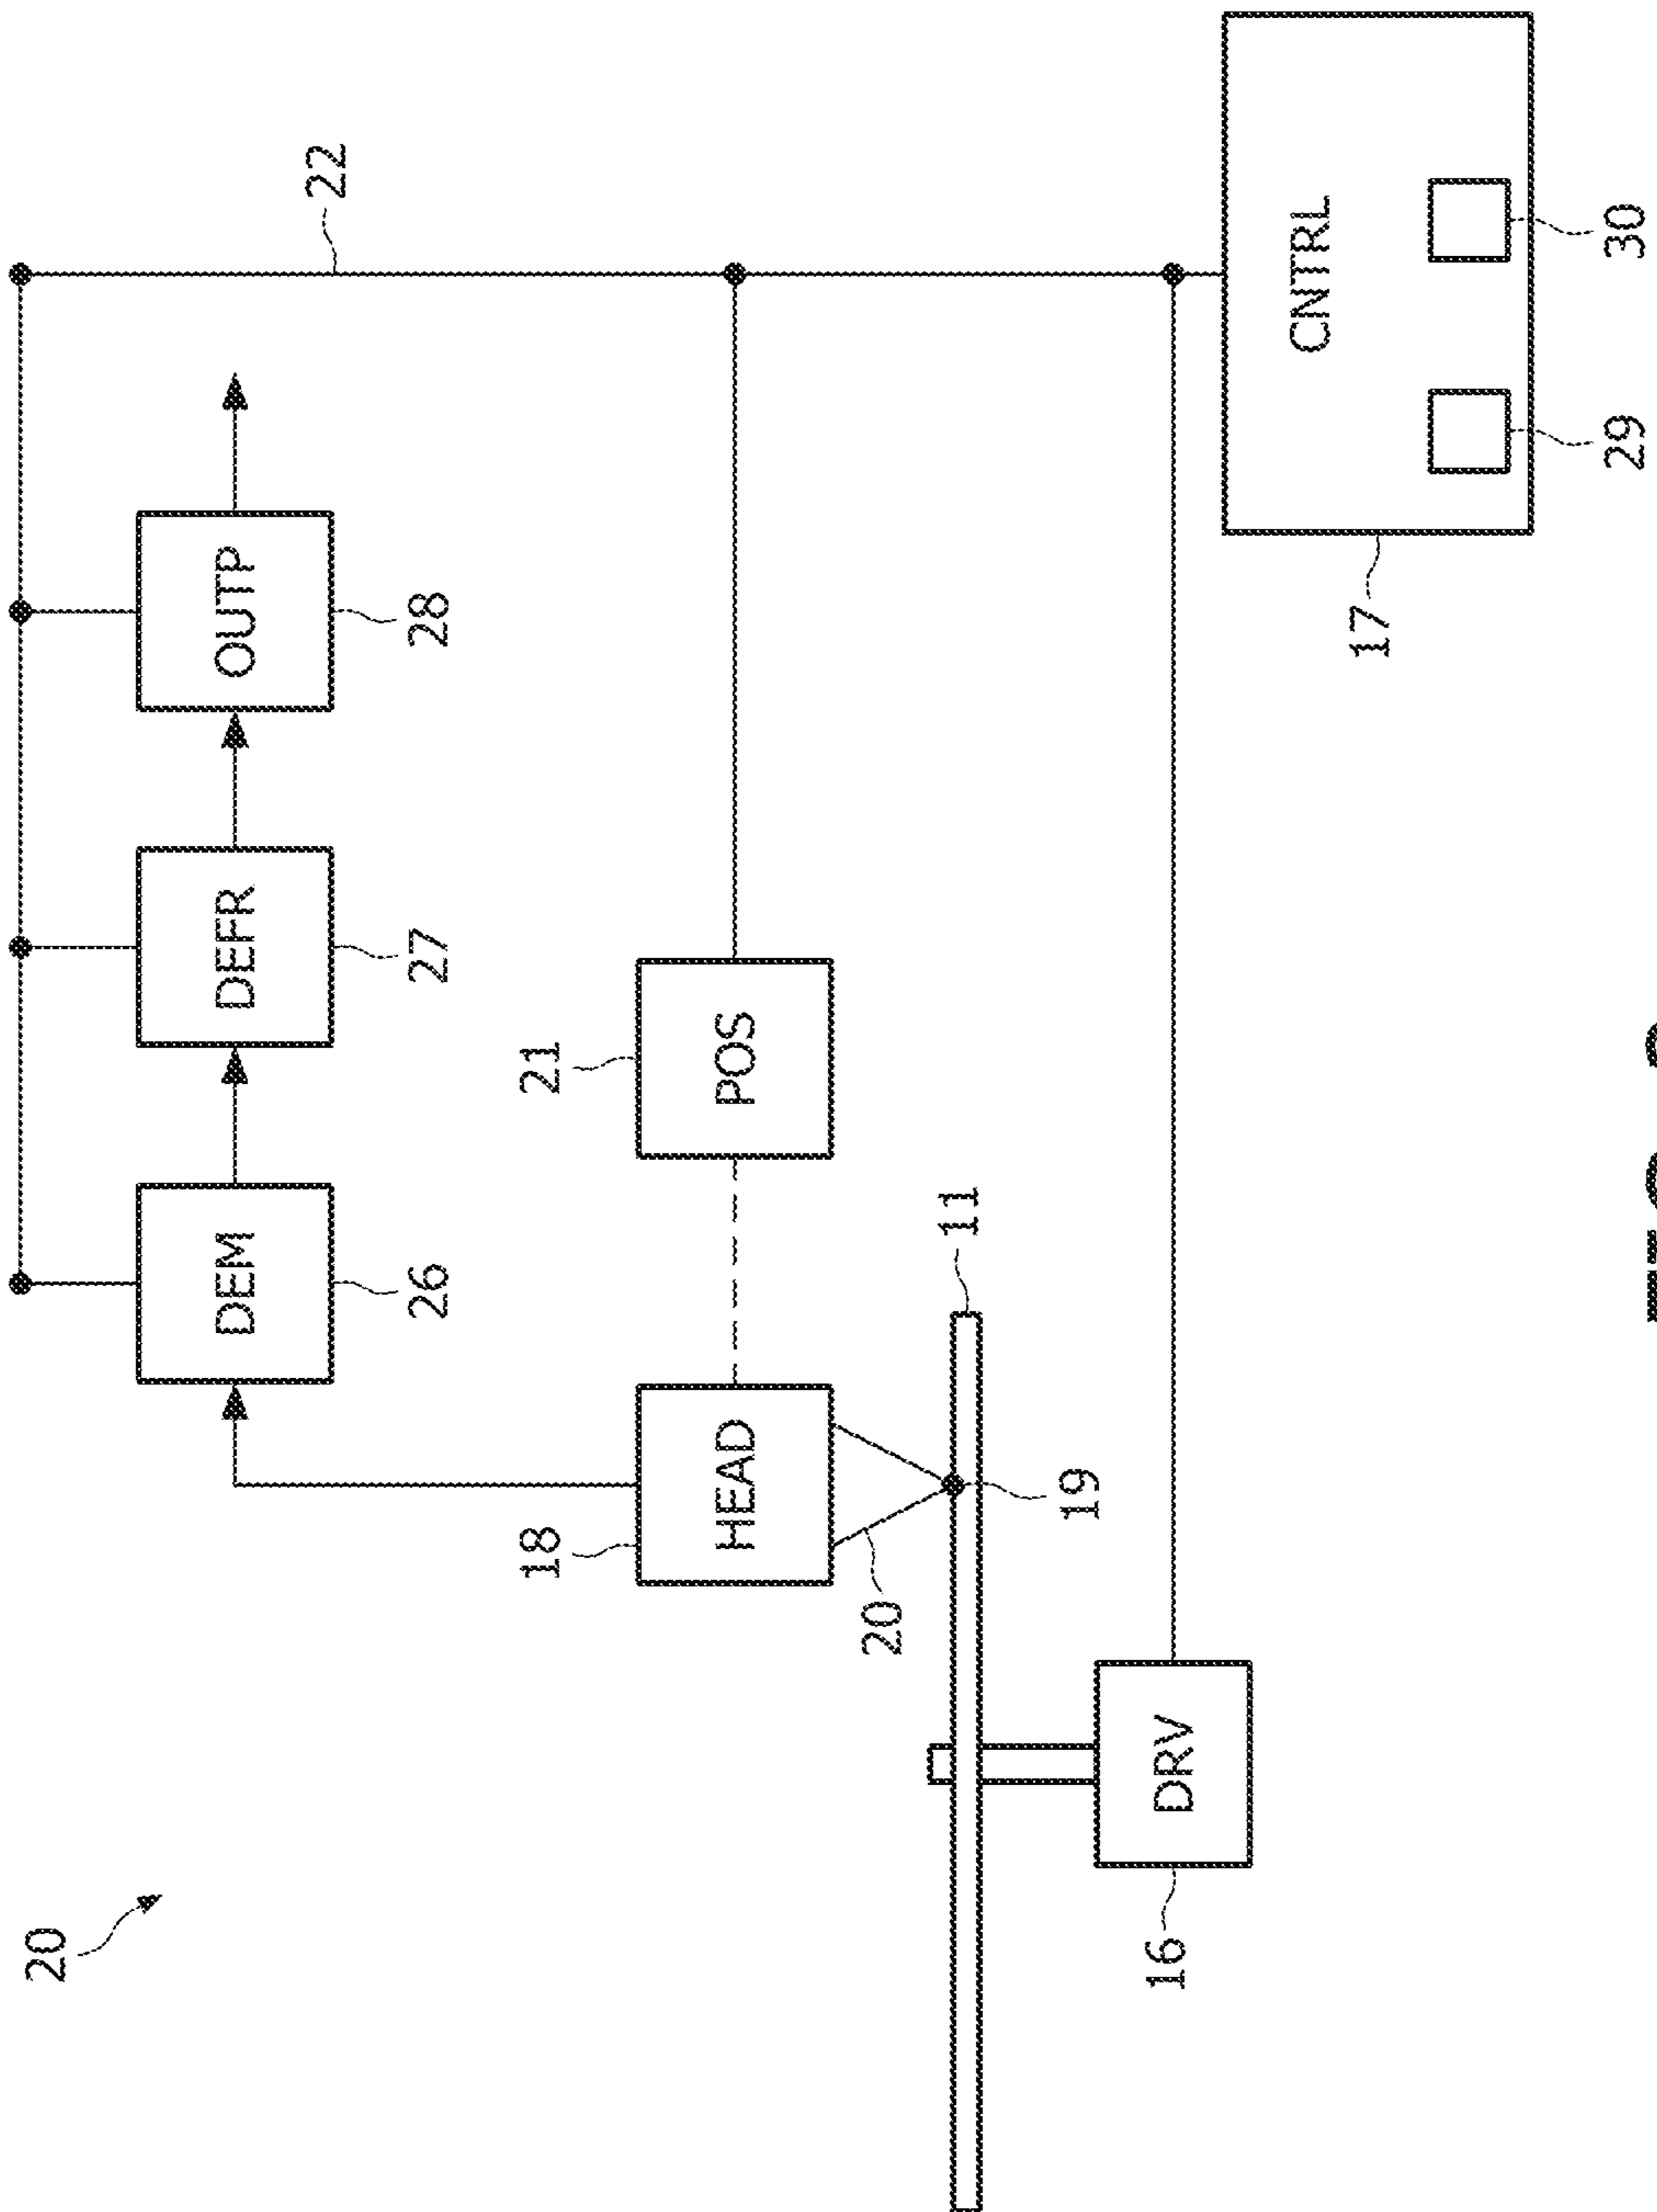 20
DEM DEFR OUTP
22
26 27 28
18 21
HEAD POS
20
11
19
16 DRV
CNTRL
17
29 30